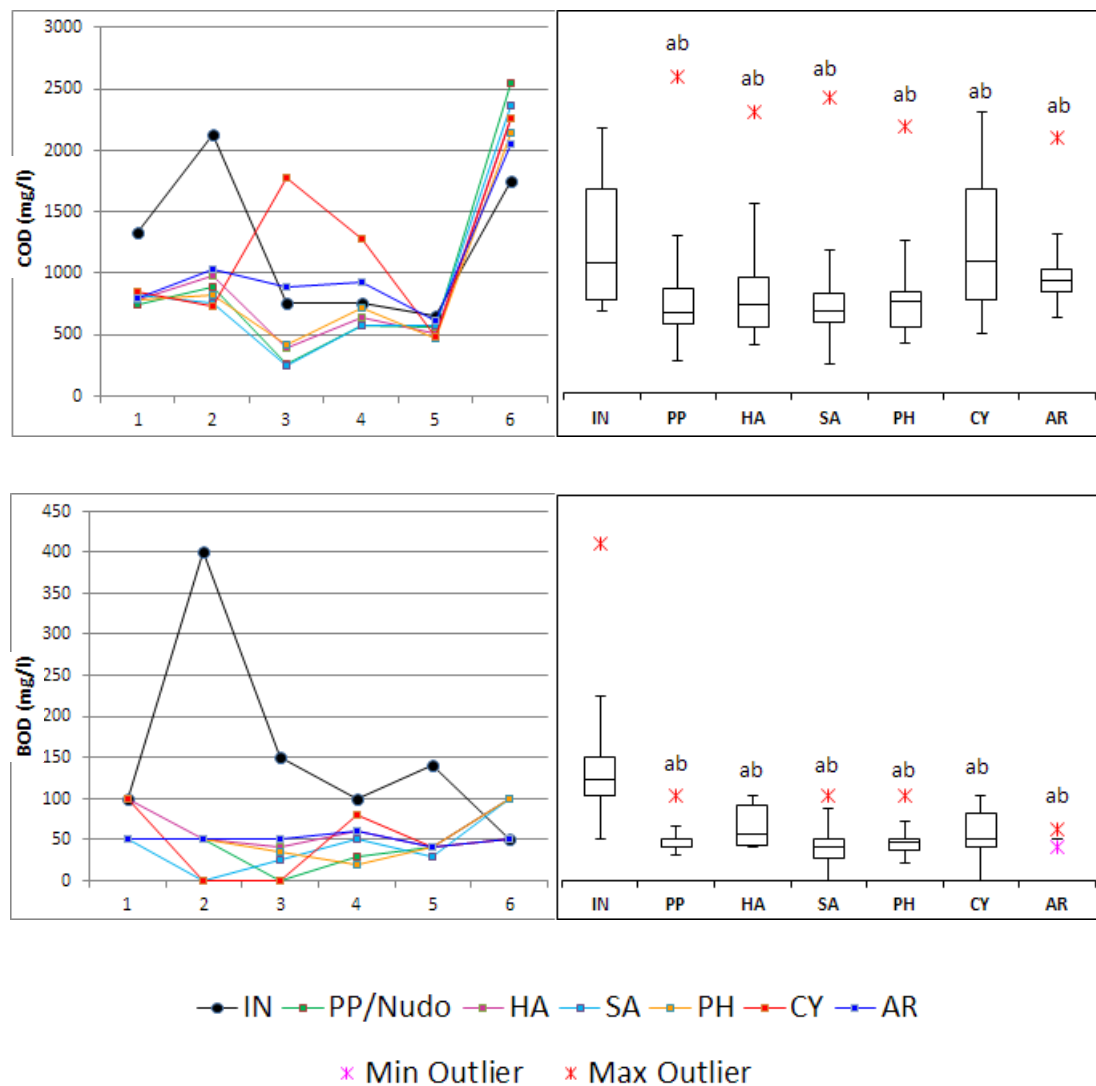 COD (mg/l)
3000
2500
2000
1500
1000
500
0
1 2 3 4 5 6
ab ab ab ab ab ab
IN PP HA SA PH CY AR
BOD (mg/l)
450
400
350
300
250
200
150
100
50
0
1 2 3 4 5 6
ab ab ab ab ab ab
IN PP HA SA PH CY AR
IN PP/Nudo HA SA PH CY AR
Min Outlier Max Outlier